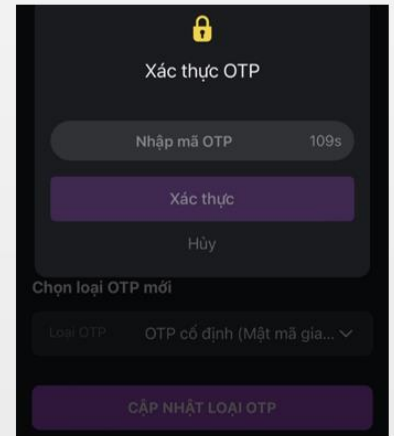 Xác thực OTP
Nhập mã OTP 109s
Xác thực
Hủy
Chọn loại OTP mới
Loại OTP OTP cố định (Mật mã gia...
CẬP NHẬT LOẠI OTP